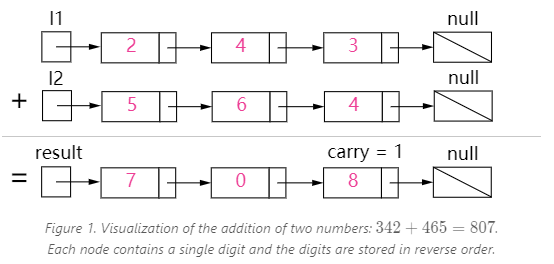 l1 null
2 4 3
l2 null
+ 5 6 4
result carry = 1 null
= 7 0 8
Figure 1. Visualization of the addition of two numbers: 342 + 465 = 807.
Each node contains a single digit and the digits are stored in reverse order.